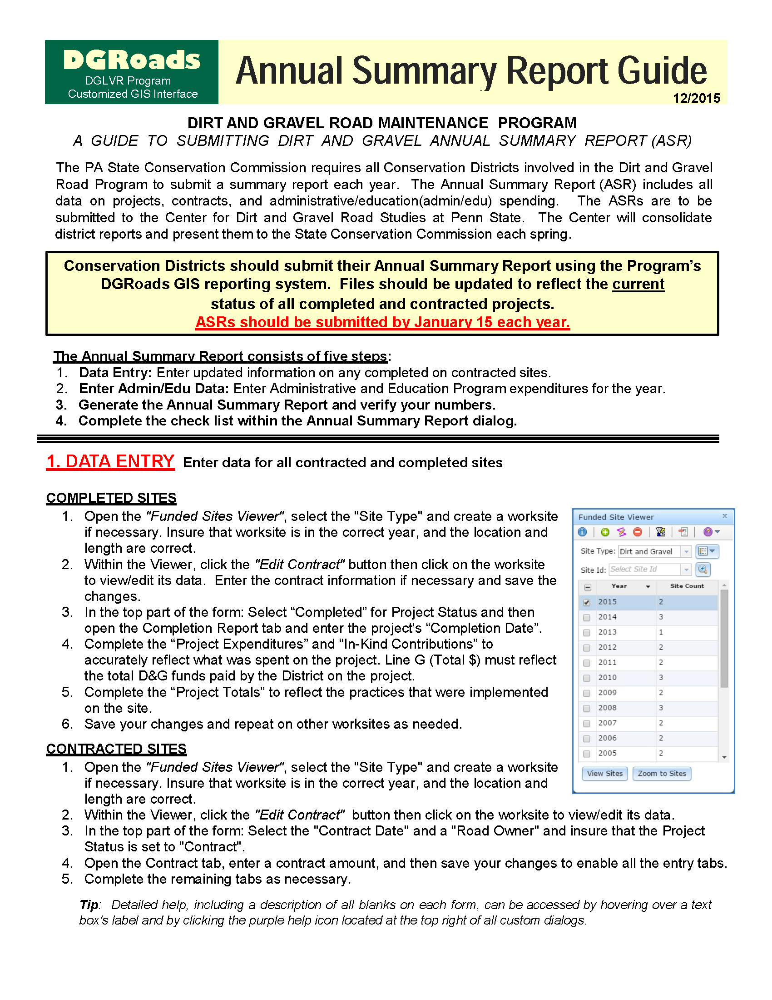 DGRoads
DGLVR Program
Customized GIS Interface
Annual Summary Report Guide
12/2015
DIRT AND GRAVEL ROAD MAINTENANCE PROGRAM
A GUIDE TO SUBMITTING DIRT AND GRAVEL ANNUAL SUMMARY REPORT (ASR)
The PA State Conservation Commission requires all Conservation Districts involved in the Dirt and Gravel
Road Program to submit a summary report each year. The Annual Summary Report (ASR) includes all
data on projects, contracts, and administrative/education(admin/edu) spending. The ASRs are to be
submitted to the Center for Dirt and Gravel Road Studies at Penn State. The Center will consolidate
district reports and present them to the State Conservation Commission each spring.
Conservation Districts should submit their Annual Summary Report using the Program’s
DGRoads GIS reporting system. Files should be updated to reflect the current
status of all completed and contracted projects.
ASRs should be submitted by January 15 each year.
The Annual Summary Report consists of five steps:
1. Data Entry: Enter updated information on any completed on contracted sites.
2. Enter Admin/Edu Data: Enter Administrative and Education Program expenditures for the year.
3. Generate the Annual Summary Report and verify your numbers.
4. Complete the check list within the Annual Summary Report dialog.
1. DATA ENTRY Enter data for all contracted and completed sites
COMPLETED SITES
1. Open the "Funded Sites Viewer", select the "Site Type" and create a worksite
if necessary. Insure that worksite is in the correct year, and the location and
length are correct.
2. Within the Viewer, click the "Edit Contract" button then click on the worksite
to view/edit its data. Enter the contract information if necessary and save the
changes.
3. In the top part of the form: Select “Completed” for Project Status and then
open the Completion Report tab and enter the project's “Completion Date”.
4. Complete the “Project Expenditures” and “In-Kind Contributions” to
accurately reflect what was spent on the project. Line G (Total $) must reflect
the total D&G funds paid by the District on the project.
5. Complete the “Project Totals” to reflect the practices that were implemented
on the site.
6. Save your changes and repeat on other worksites as needed.
Funded Site Viewer x
Site Type: Dirt and Gravel
Site Id: Select Site Id
Year Site Count
2015 2
2014 3
2013 1
2012 2
2011 2
2010 3
2009 2
2008 3
2007 2
2006 2
2005 2
View Sites Zoom to Sites
CONTRACTED SITES
1. Open the "Funded Sites Viewer", select the "Site Type" and create a worksite
if necessary. Insure that worksite is in the correct year, and the location and
length are correct.
2. Within the Viewer, click the "Edit Contract" button then click on the worksite to view/edit its data.
3. In the top part of the form: Select the "Contract Date" and a "Road Owner" and insure that the Project
Status is set to "Contract".
4. Open the Contract tab, enter a contract amount, and then save your changes to enable all the entry tabs.
5. Complete the remaining tabs as necessary.
Tip: Detailed help, including a description of all blanks on each form, can be accessed by hovering over a text
box's label and by clicking the purple help icon located at the top right of all custom dialogs.